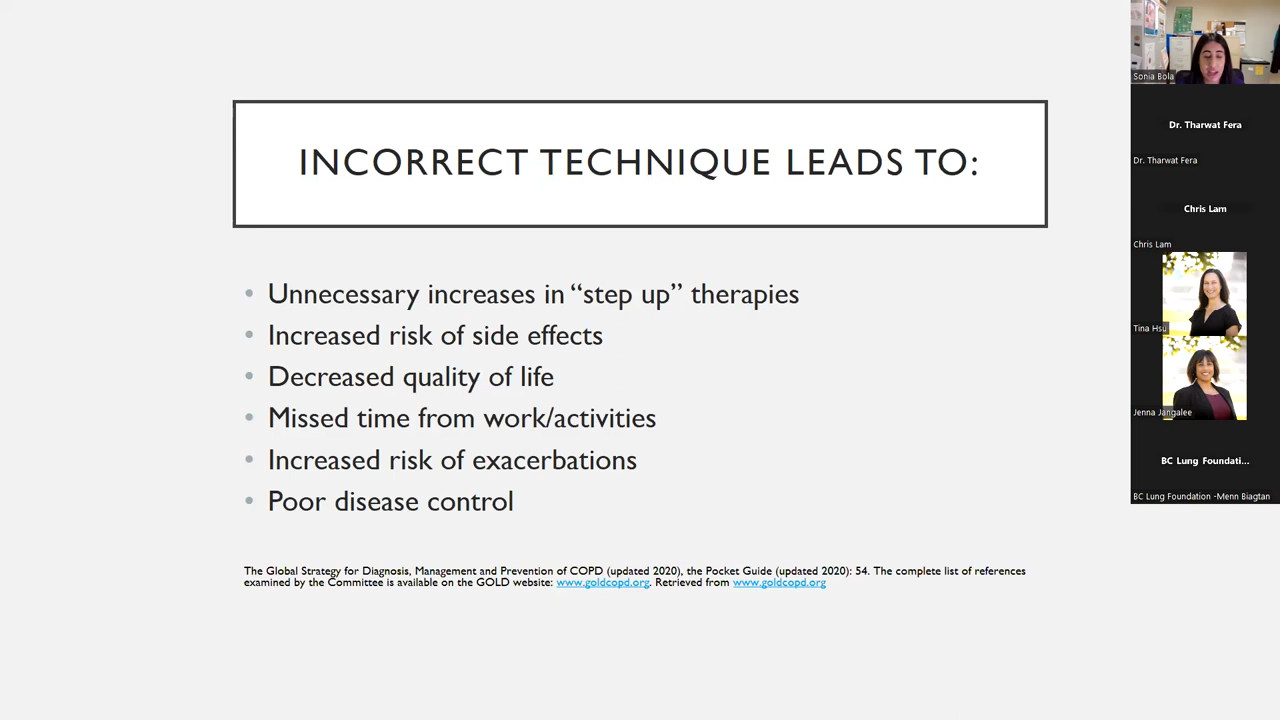 INCORRECT TECHNIQUE LEADS TO:
• Unnecessary increases in “step up” therapies
• Increased risk of side effects
• Decreased quality of life
• Missed time from work/activities
• Increased risk of exacerbations
• Poor disease control
The Global Strategy for Diagnosis, Management and Prevention of COPD (updated 2020), the Pocket Guide (updated 2020): 54. The complete list of references
examined by the Committee is available on the GOLD website: www.goldcopd.org. Retrieved from www.goldcopd.org
Sonia Bola
Dr. Tharwat Fera
Dr. Tharwat Fera
Chris Lam
Chris Lam
Tina Hsu
Jenna Jangalee
BC Lung Foundati...
BC Lung Foundation -Menn Biagtan